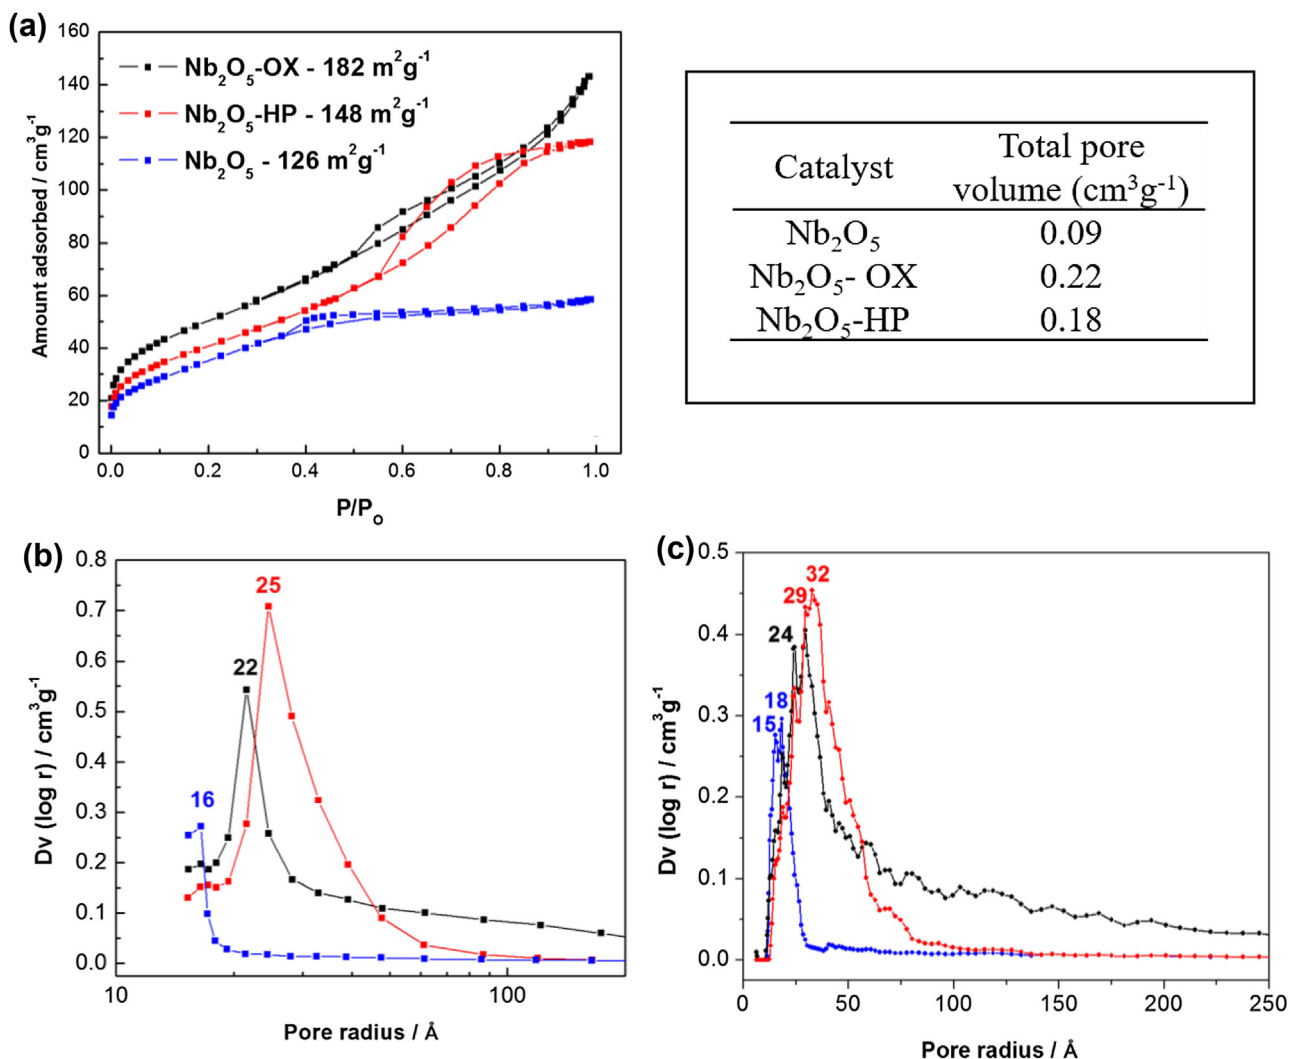 (a)
160
140
120
100
80
60
40
20
0
Amount adsorbed / cm³g⁻¹
Nb₂O₅-OX - 182 m²g⁻¹
Nb₂O₅-HP - 148 m²g⁻¹
Nb₂O₅ - 126 m²g⁻¹
0.0 0.2 0.4 0.6 0.8 1.0
P/P₀
Catalyst Total pore
volume (cm³g⁻¹)
Nb₂O₅ 0.09
Nb₂O₅- OX 0.22
Nb₂O₅-HP 0.18
(b)
0.8
0.7
0.6
0.5
0.4
0.3
0.2
0.1
0.0
Dv (log r) / cm³g⁻¹
25
22
16
10 100
Pore radius / Å
(c)
0.5
0.4
0.3
0.2
0.1
0.0
Dv (log r) / cm³g⁻¹
32
29
24
18
15
0 50 100 150 200 250
Pore radius / Å